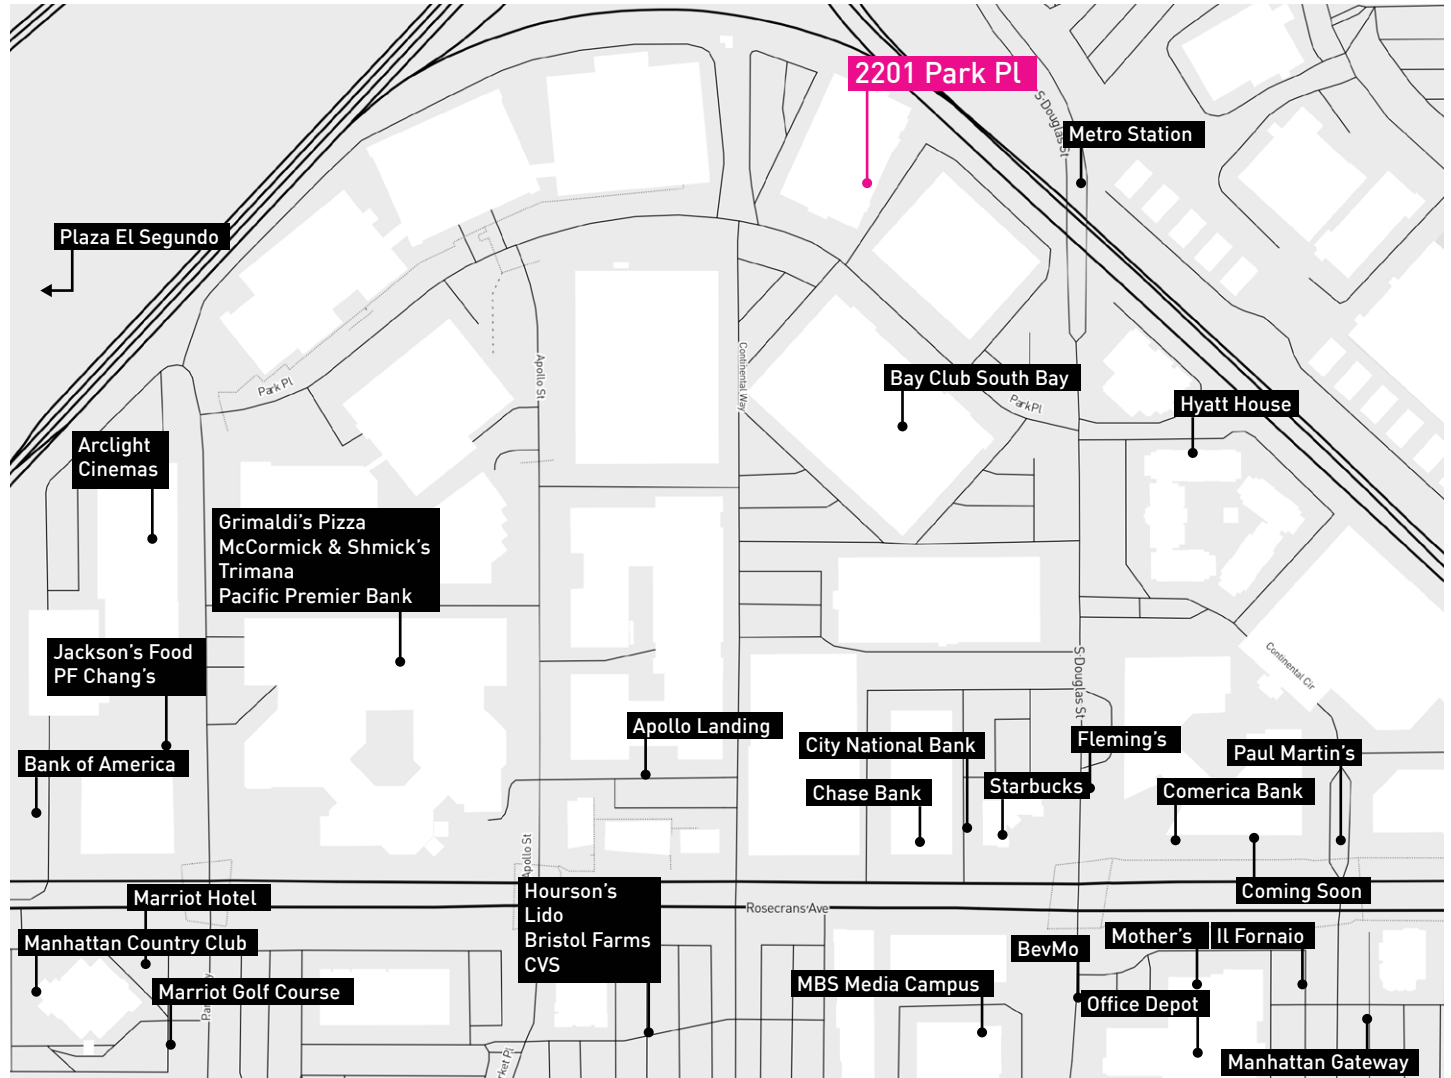 2201 Park Pl
S Douglas St
Metro Station
Plaza El Segundo
Apollo St
Continental Way
Park Pl
Bay Club South Bay
Park Pl
Hyatt House
Arclight
Cinemas
Grimaldi's Pizza
McCormick & Shmick's
Trimana
Pacific Premier Bank
Jackson's Food
PF Chang's
Continental Cir
S Douglas St
Apollo Landing
City National Bank
Fleming's
Paul Martin's
Bank of America
Chase Bank
Starbucks
Comerica Bank
Apollo St
Marriot Hotel
Hourson's
Lido
Bristol Farms
CVS
Rosecrans Ave
Coming Soon
Manhattan Country Club
BevMo
Mother's
Il Fornaio
Marriot Golf Course
MBS Media Campus
Office Depot
Manhattan Gateway